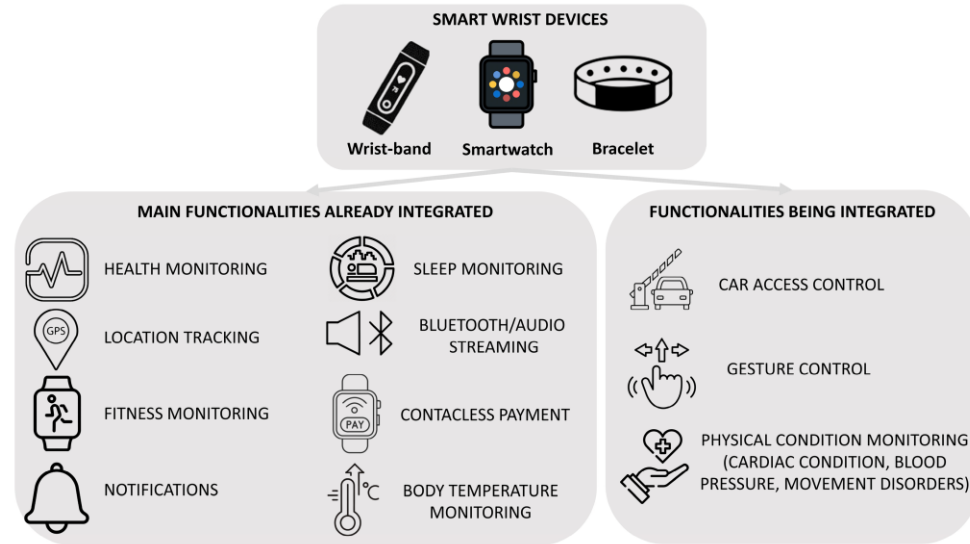 SMART WRIST DEVICES
75
Wrist-band
Smartwatch
Bracelet
MAIN FUNCTIONALITIES ALREADY INTEGRATED
HEALTH MONITORING
SLEEP MONITORING
GPS
LOCATION TRACKING
BLUETOOTH/AUDIO
STREAMING
FITNESS MONITORING
PAY
CONTACLESS PAYMENT
NOTIFICATIONS
°C
BODY TEMPERATURE
MONITORING
FUNCTIONALITIES BEING INTEGRATED
CAR ACCESS CONTROL
GESTURE CONTROL
PHYSICAL CONDITION MONITORING
(CARDIAC CONDITION, BLOOD
PRESSURE, MOVEMENT DISORDERS)